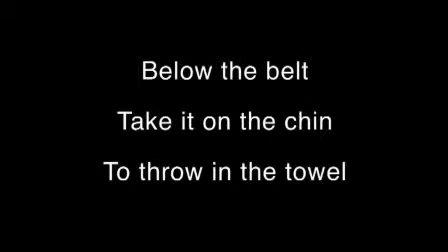 Below the belt
Take it on the chin
To throw in the towel